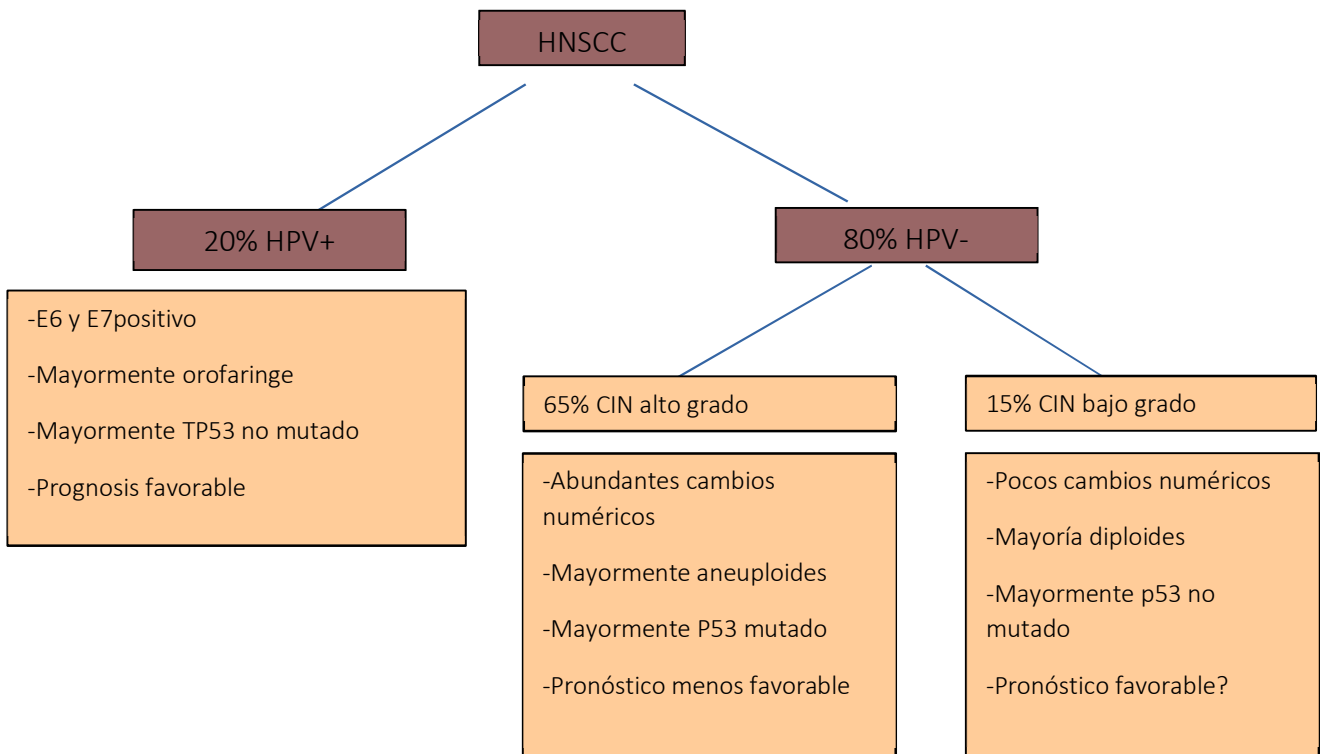 HNSCC
20% HPV+
80% HPV-
-E6 y E7positivo
-Mayormente orofaringe
-Mayormente TP53 no mutado
-Prognosis favorable
65% CIN alto grado
15% CIN bajo grado
-Abundantes cambios
numéricos
-Mayormente aneuploides
-Mayormente P53 mutado
-Pronóstico menos favorable
-Pocos cambios numéricos
-Mayoría diploides
-Mayormente p53 no
mutado
-Pronóstico favorable?